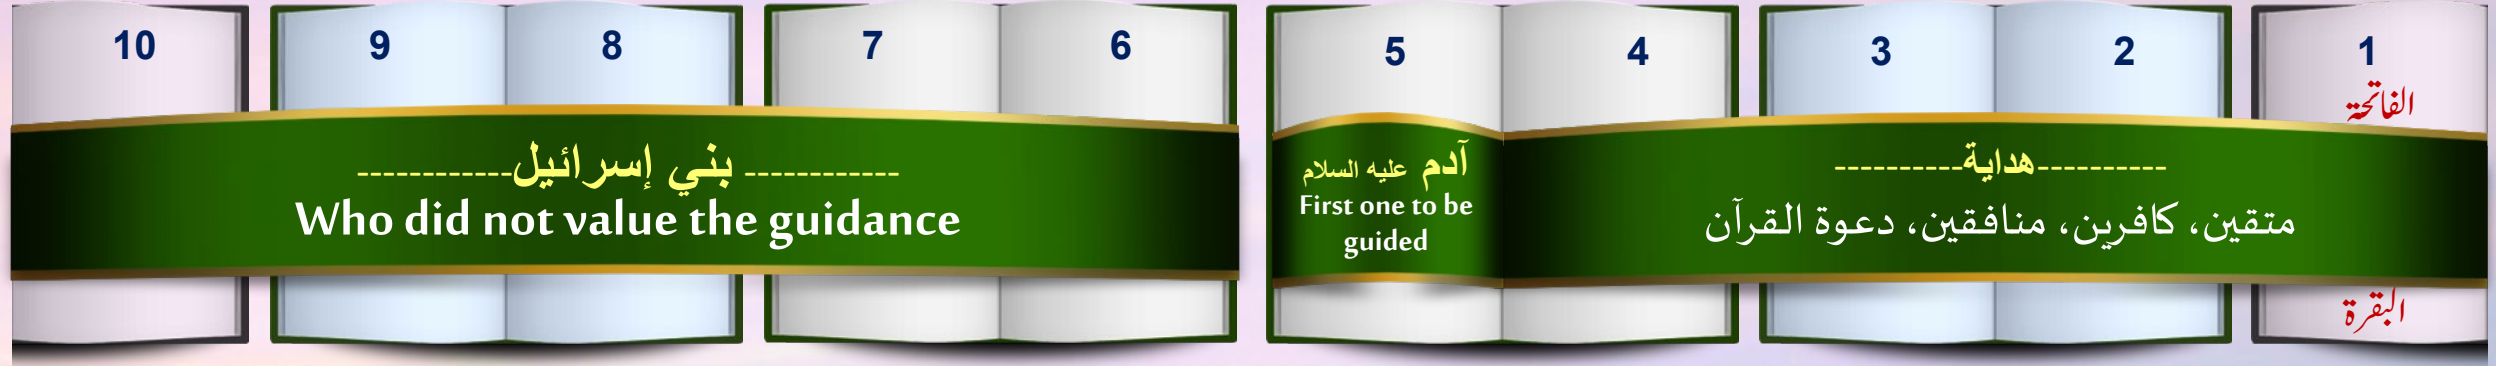 1
2
3
4
5
6
7
8
9
10
الفاتحة
----------هداية----------
متقين، كافرين، منافقين، دعوة القرآن
آدم عليه السلام
First one to be
guided
------------ بني إسرائيل------------
Who did not value the guidance
البقرة